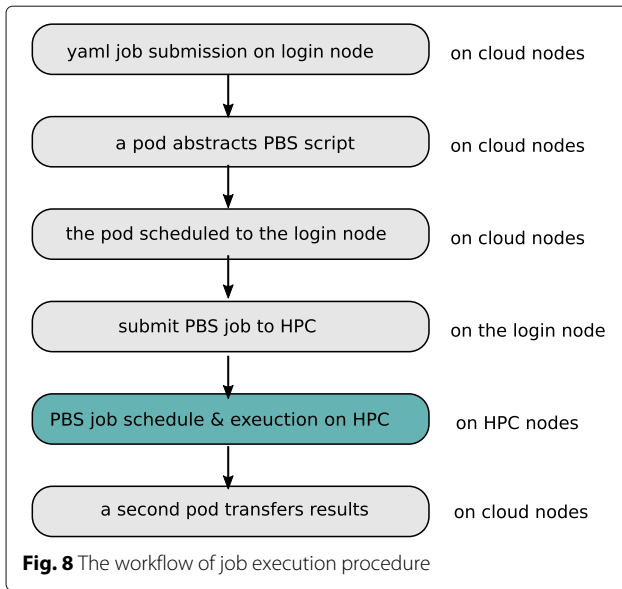 yaml job submission on login node on cloud nodes
a pod abstracts PBS script on cloud nodes
the pod scheduled to the login node on cloud nodes
submit PBS job to HPC on the login node
PBS job schedule & exeuction on HPC on HPC nodes
a second pod transfers results on cloud nodes
Fig. 8 The workflow of job execution procedure